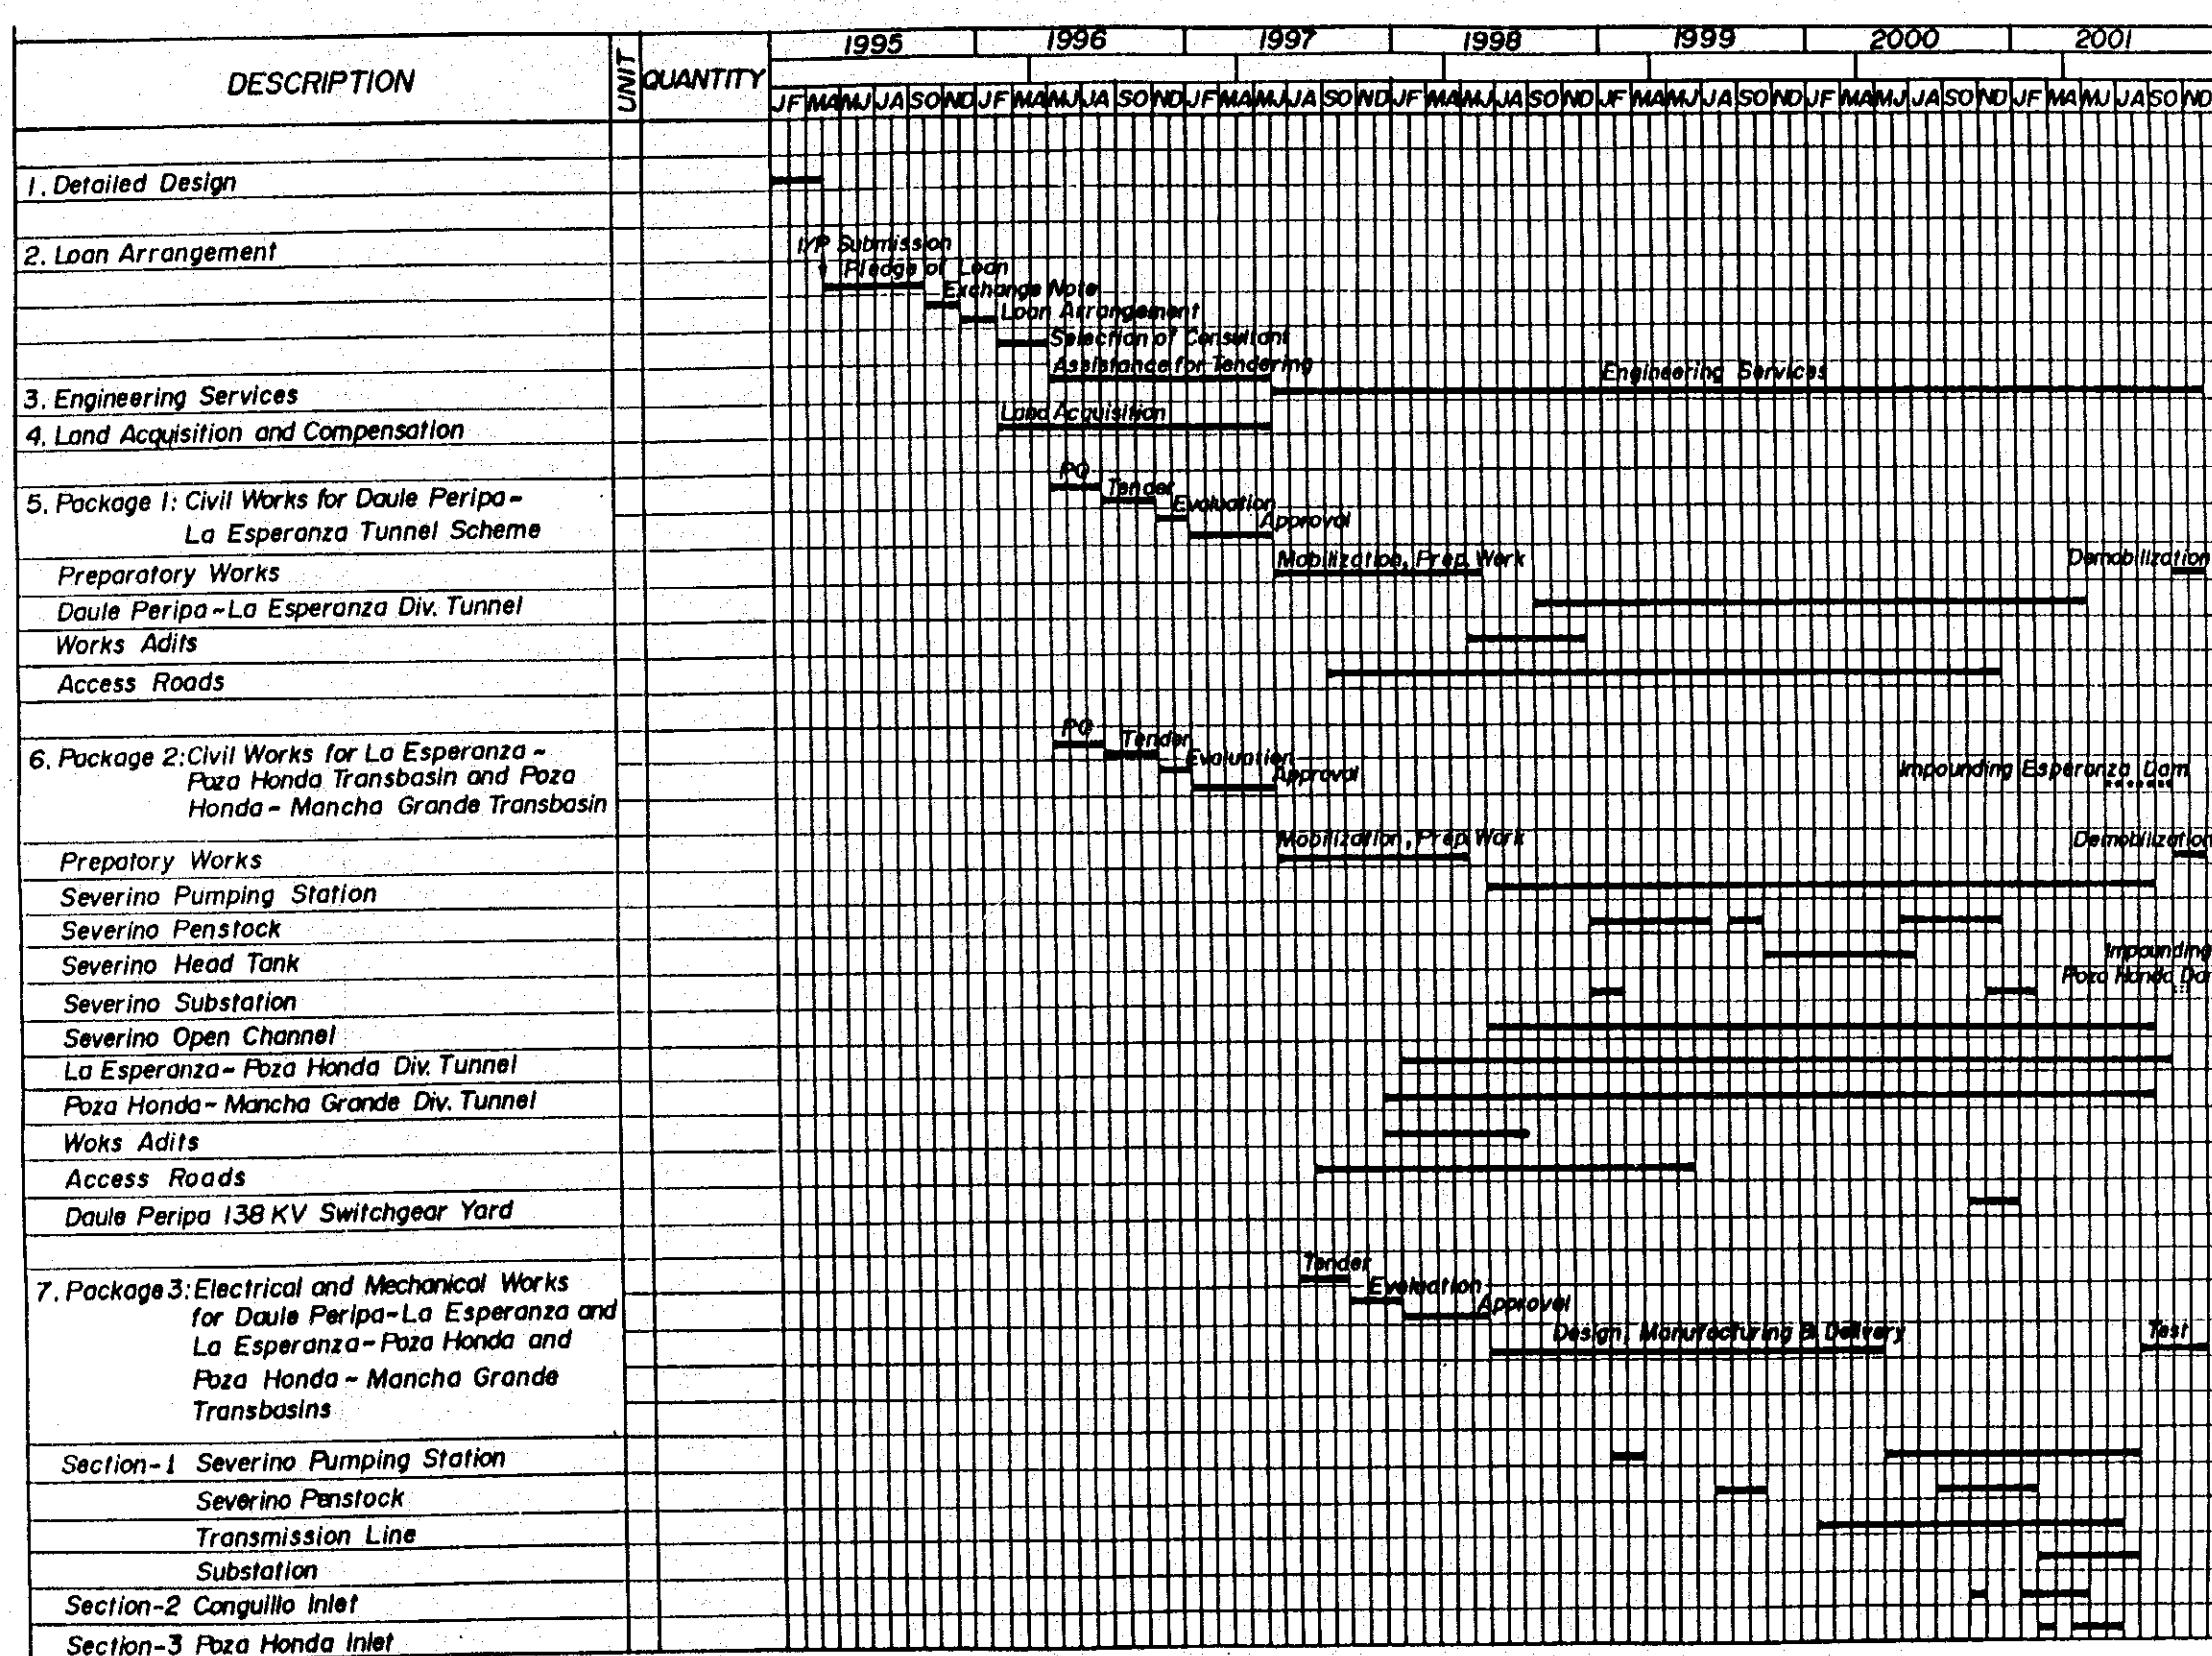 DESCRIPTION UNIT QUANTITY 1995 1996 1997 1998 1999 2000 2001
JF MA MJ JA SO ND JF MA MJ JA SO ND JF MA MJ JA SO ND JF MA MJ JA SO ND JF MA MJ JA SO ND JF MA MJ JA SO ND JF MA MJ JA SO ND
1. Detailed Design
2. Loan Arrangement I/P Submission
Pledge of Loan
Exchange Note
Loan Arrangement
Selection of Consultant
Assistance for Tendering Engineering Services
3. Engineering Services
Land Acquisition
4. Land Acquisition and Compensation
PQ
5. Package 1: Civil Works for Daule Peripa~ Tender
Evaluation
La Esperanza Tunnel Scheme Approval
Preparatory Works Mobilization, Prep. Work Demobilization
Daule Peripa~La Esperanza Div. Tunnel
Works Adits
Access Roads
PQ
6. Package 2: Civil Works for La Esperanza~ Tender
Evaluation
Poza Honda Transbasin and Poza Approval Impounding Esperanza Dam
Honda~Mancha Grande Transbasin
Mobilization, Prep. Work Demobilization
Prepatory Works
Severino Pumping Station
Severino Penstock
Severino Head Tank Impounding
Poza Honda Da
Severino Substation
Severino Open Channel
La Esperanza~Poza Honda Div. Tunnel
Poza Honda~Mancha Grande Div. Tunnel
Woks Adits
Access Roads
Daule Peripa 138 KV Switchgear Yard
Tender
7. Package 3: Electrical and Mechanical Works Evaluation
for Daule Peripa~La Esperanza and Approval
La Esperanza~Poza Honda and Design, Manufacturing & Delivery Test
Poza Honda~Mancha Grande
Transbasins
Section-1 Severino Pumping Station
Severino Penstock
Transmission Line
Substation
Section-2 Conguillo Inlet
Section-3 Poza Honda Inlet